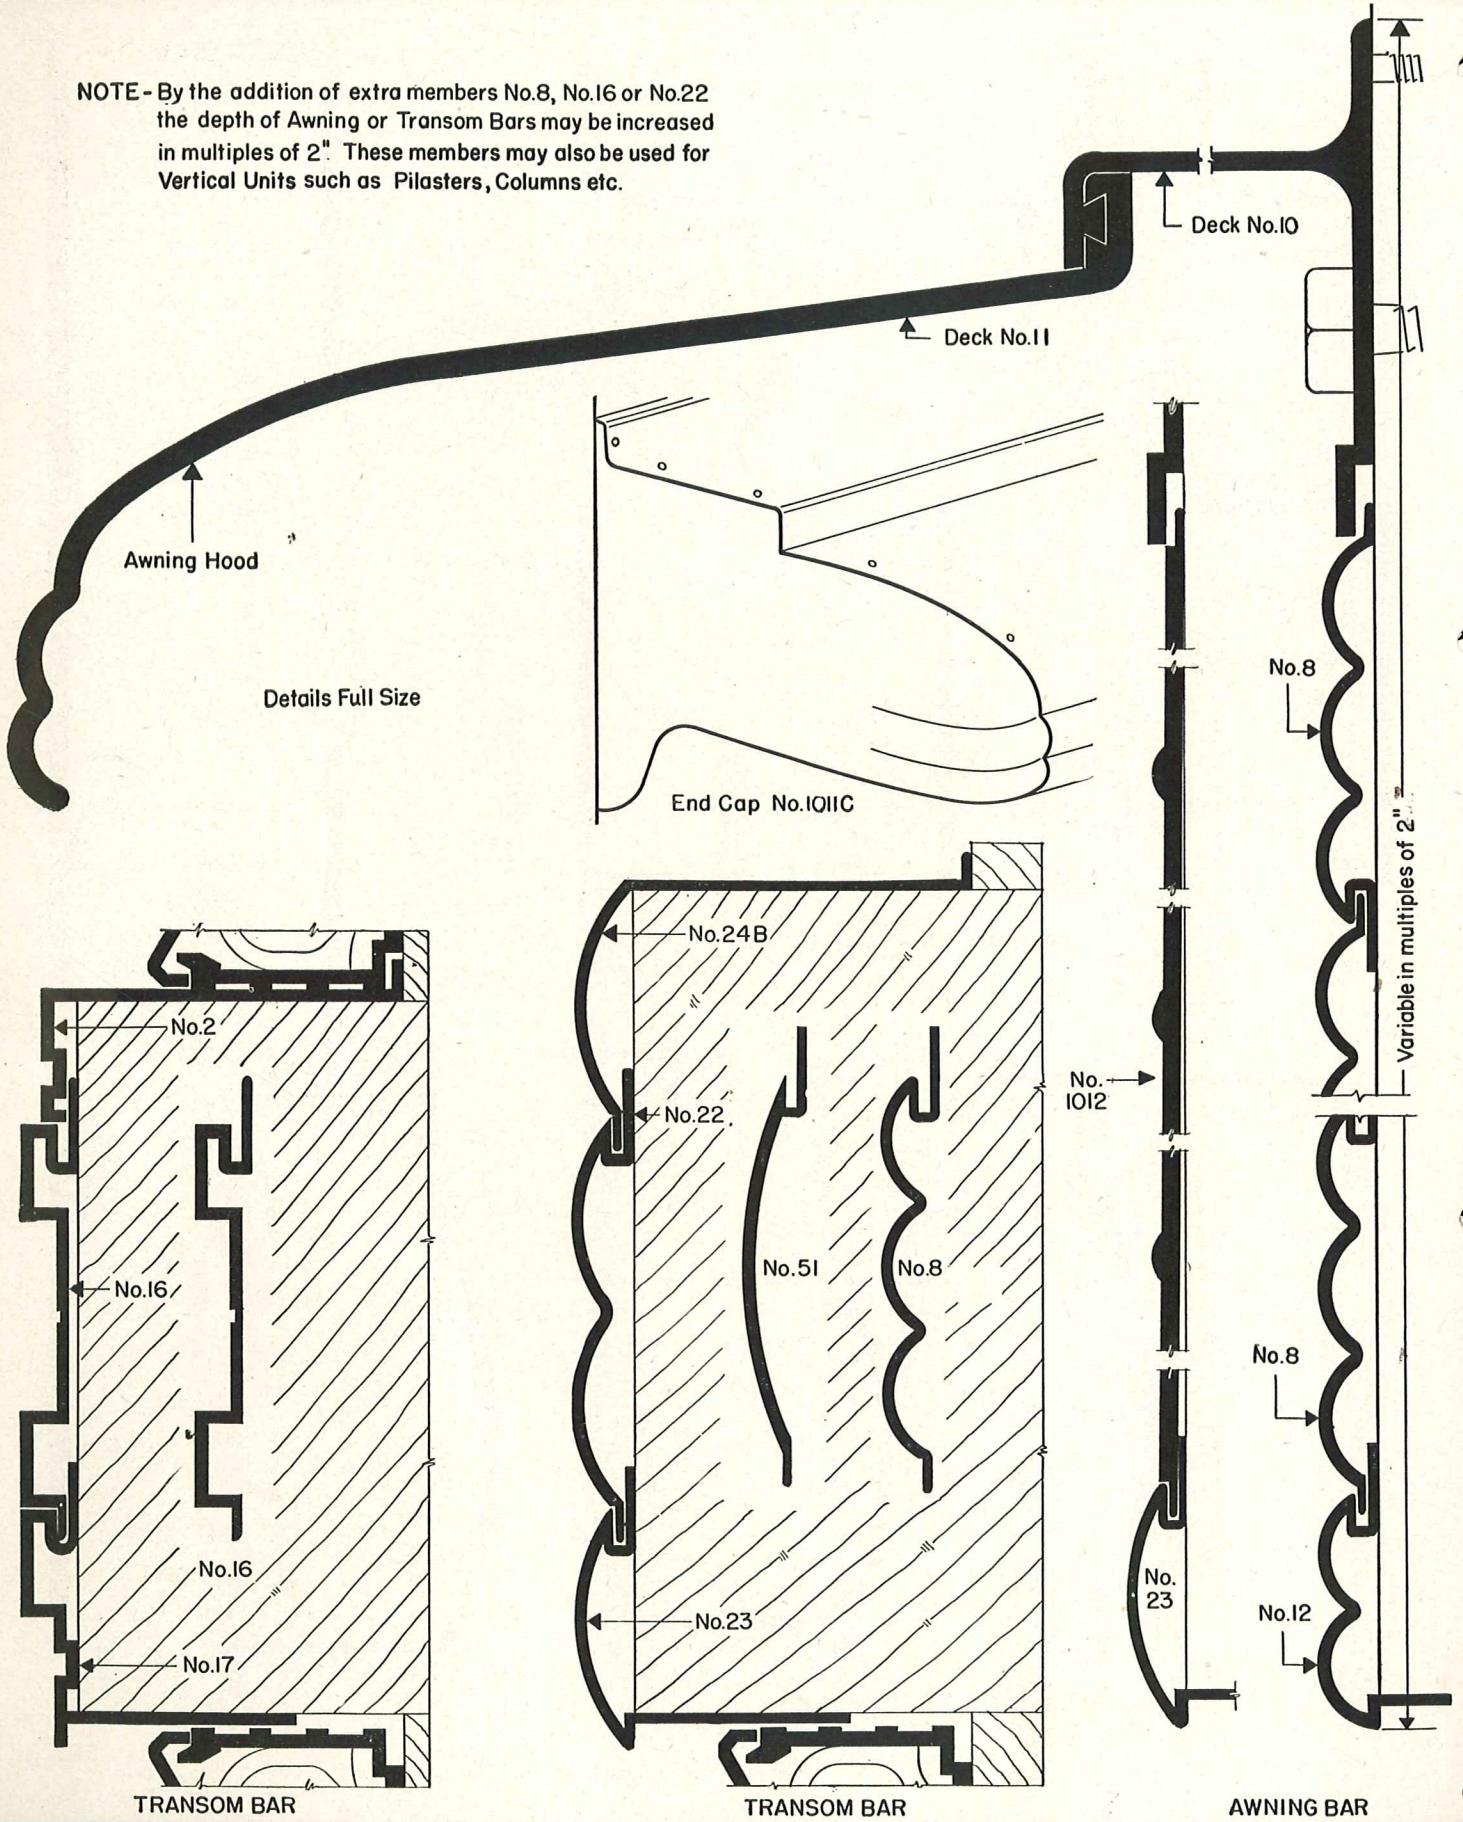 NOTE - By the addition of extra members No.8, No.16 or No.22
the depth of Awning or Transom Bars may be increased
in multiples of 2". These members may also be used for
Vertical Units such as Pilasters, Columns etc.
Deck No.10
Deck No.11
Awning Hood
Details Full Size
End Cap No.1011C
No.8
Variable in multiples of 2"
No.24B
No.2
No.22
No.
1012
No.51
No.8
No.16
No.8
No.16
No.
23
No.12
No.23
No.17
TRANSOM BAR
TRANSOM BAR
AWNING BAR